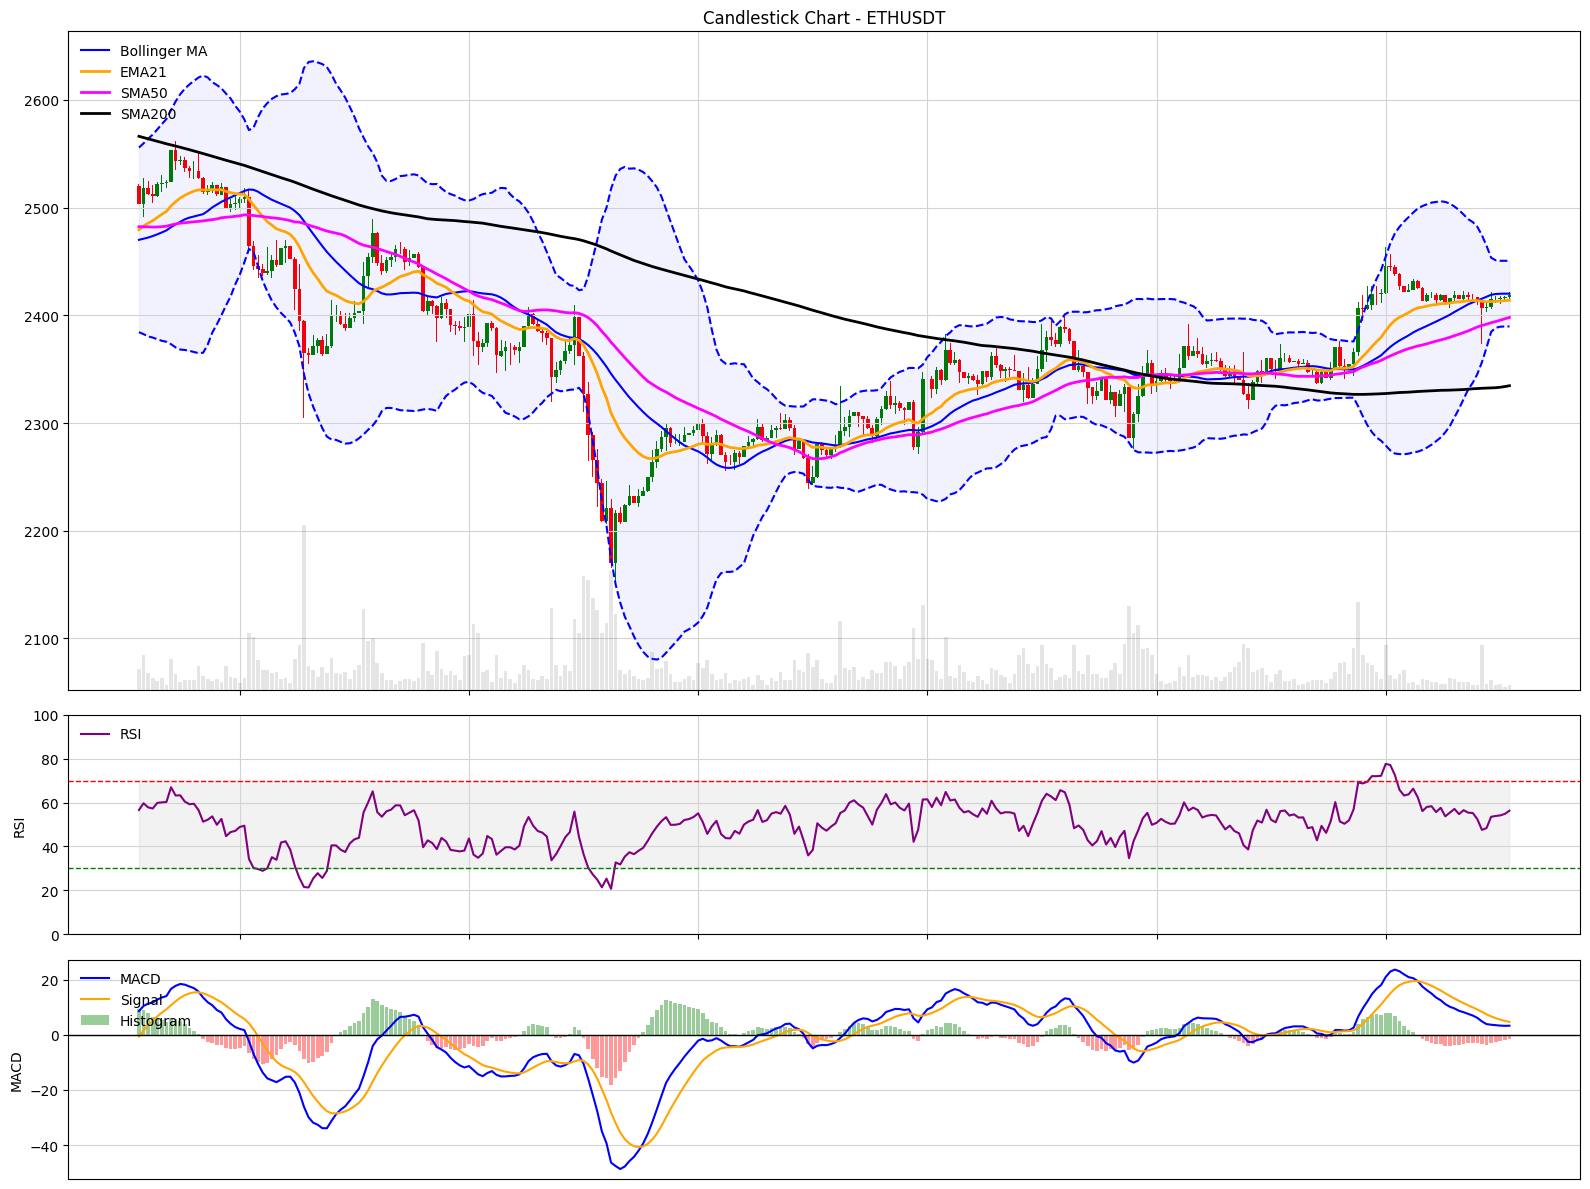 Candlestick Chart - ETHUSDT
Bollinger MA
EMA21
SMA50
SMA200
2600
2500
2400
2300
2200
2100
RSI
100
80
60
40
20
0
RSI
MACD
Signal
Histogram
20
0
−20
−40
MACD